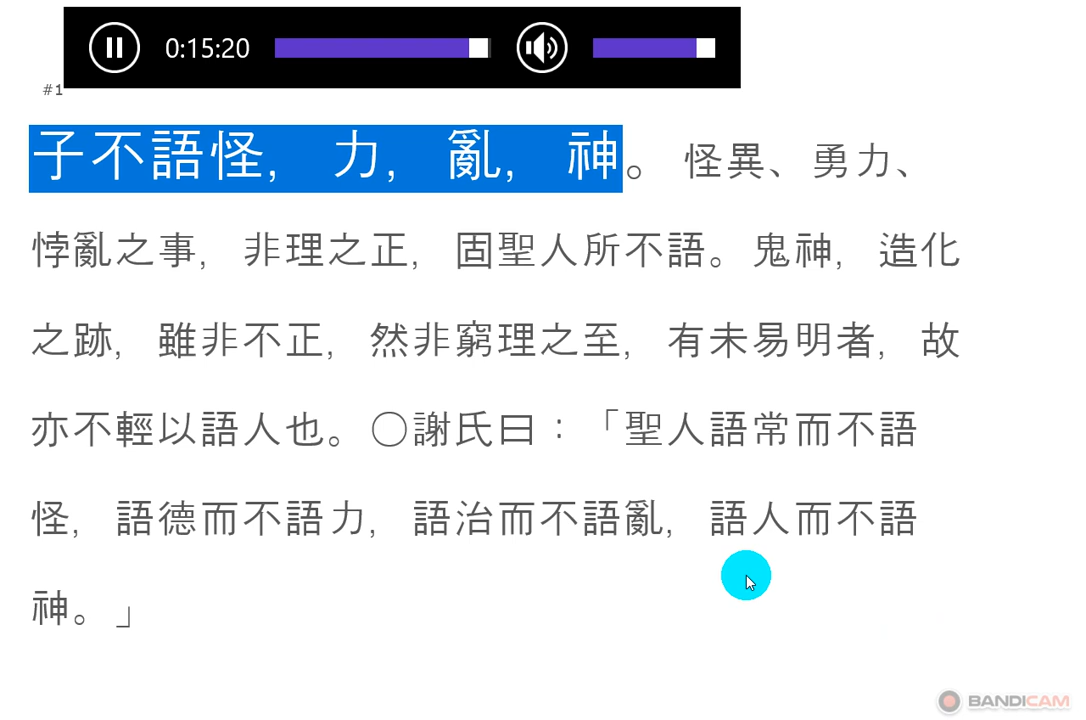 0:15:20
#1
子不語怪, 力, 亂, 神。 怪異、勇力、
悖亂之事, 非理之正, 固聖人所不語。鬼神, 造化
之跡, 雖非不正, 然非窮理之至, 有未易明者, 故
亦不輕以語人也。〇謝氏曰：「聖人語常而不語
怪, 語德而不語力, 語治而不語亂, 語人而不語
神。」
BANDICAM